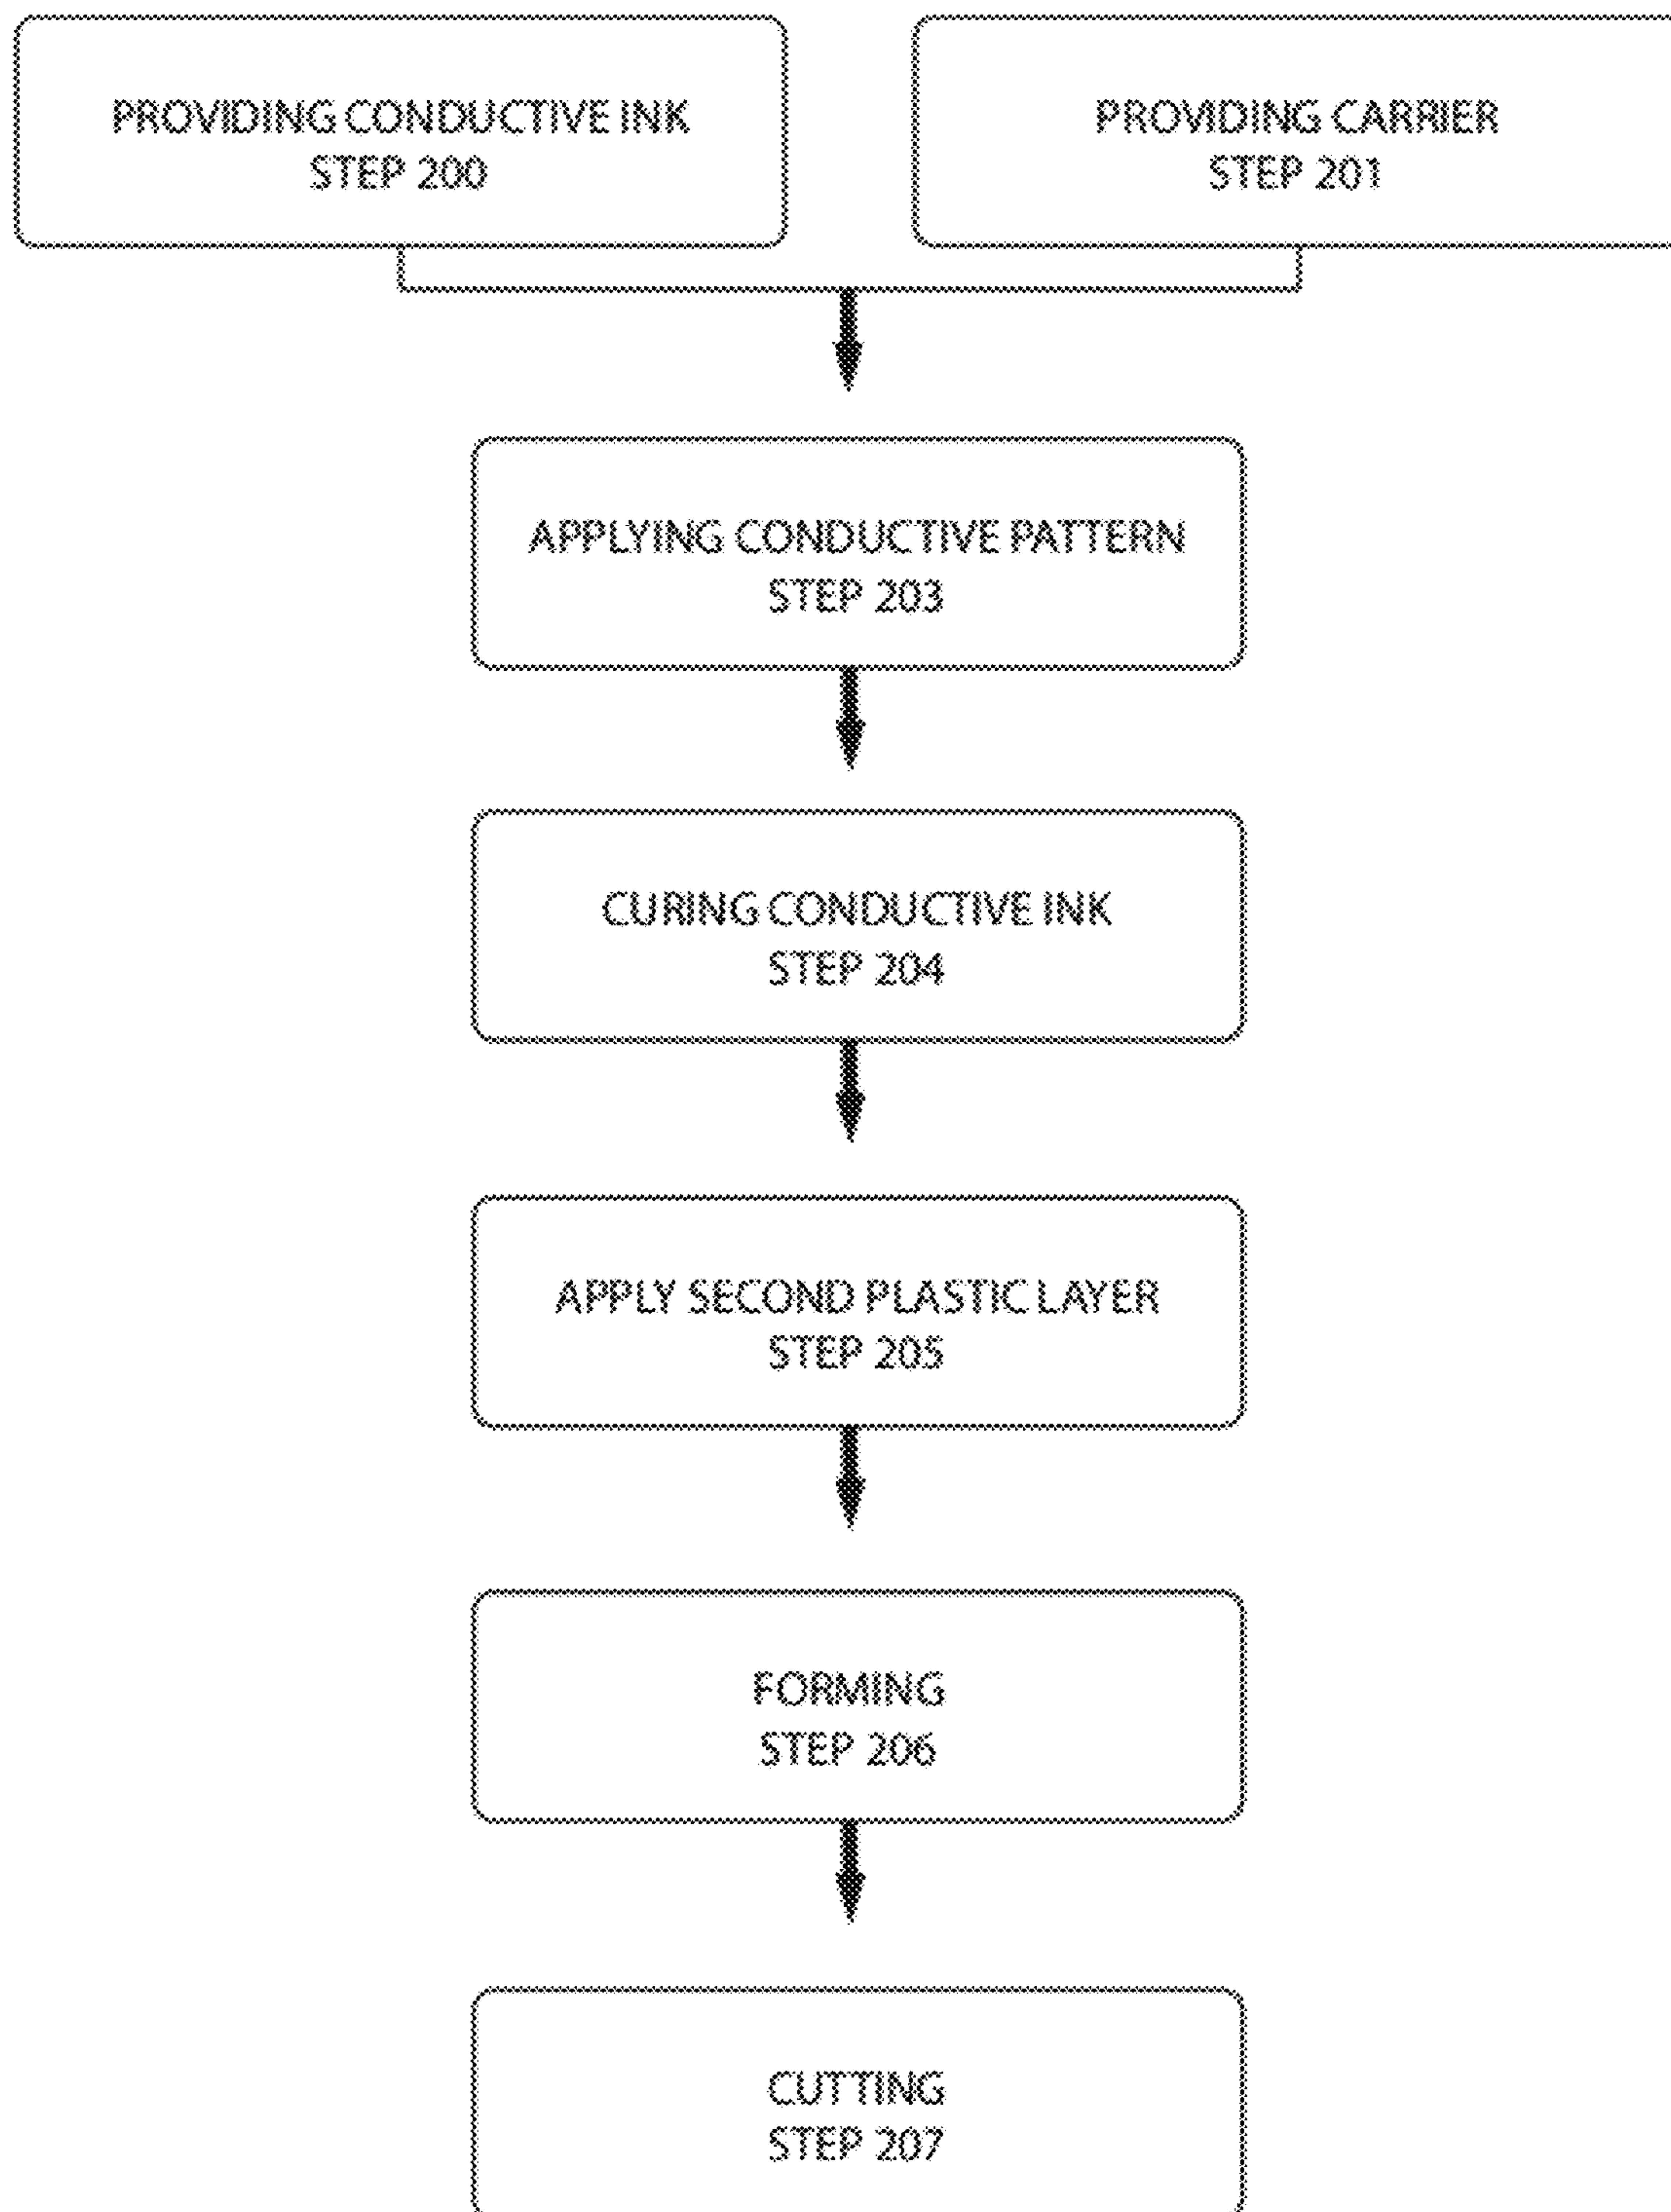 PROVIDING CONDUCTIVE INK
STEP 200
PROVIDING CARRIER
STEP 201
APPLYING CONDUCTIVE PATTERN
STEP 203
CURING CONDUCTIVE INK
STEP 204
APPLY SECOND PLASTIC LAYER
STEP 205
FORMING
STEP 206
CUTTING
STEP 207